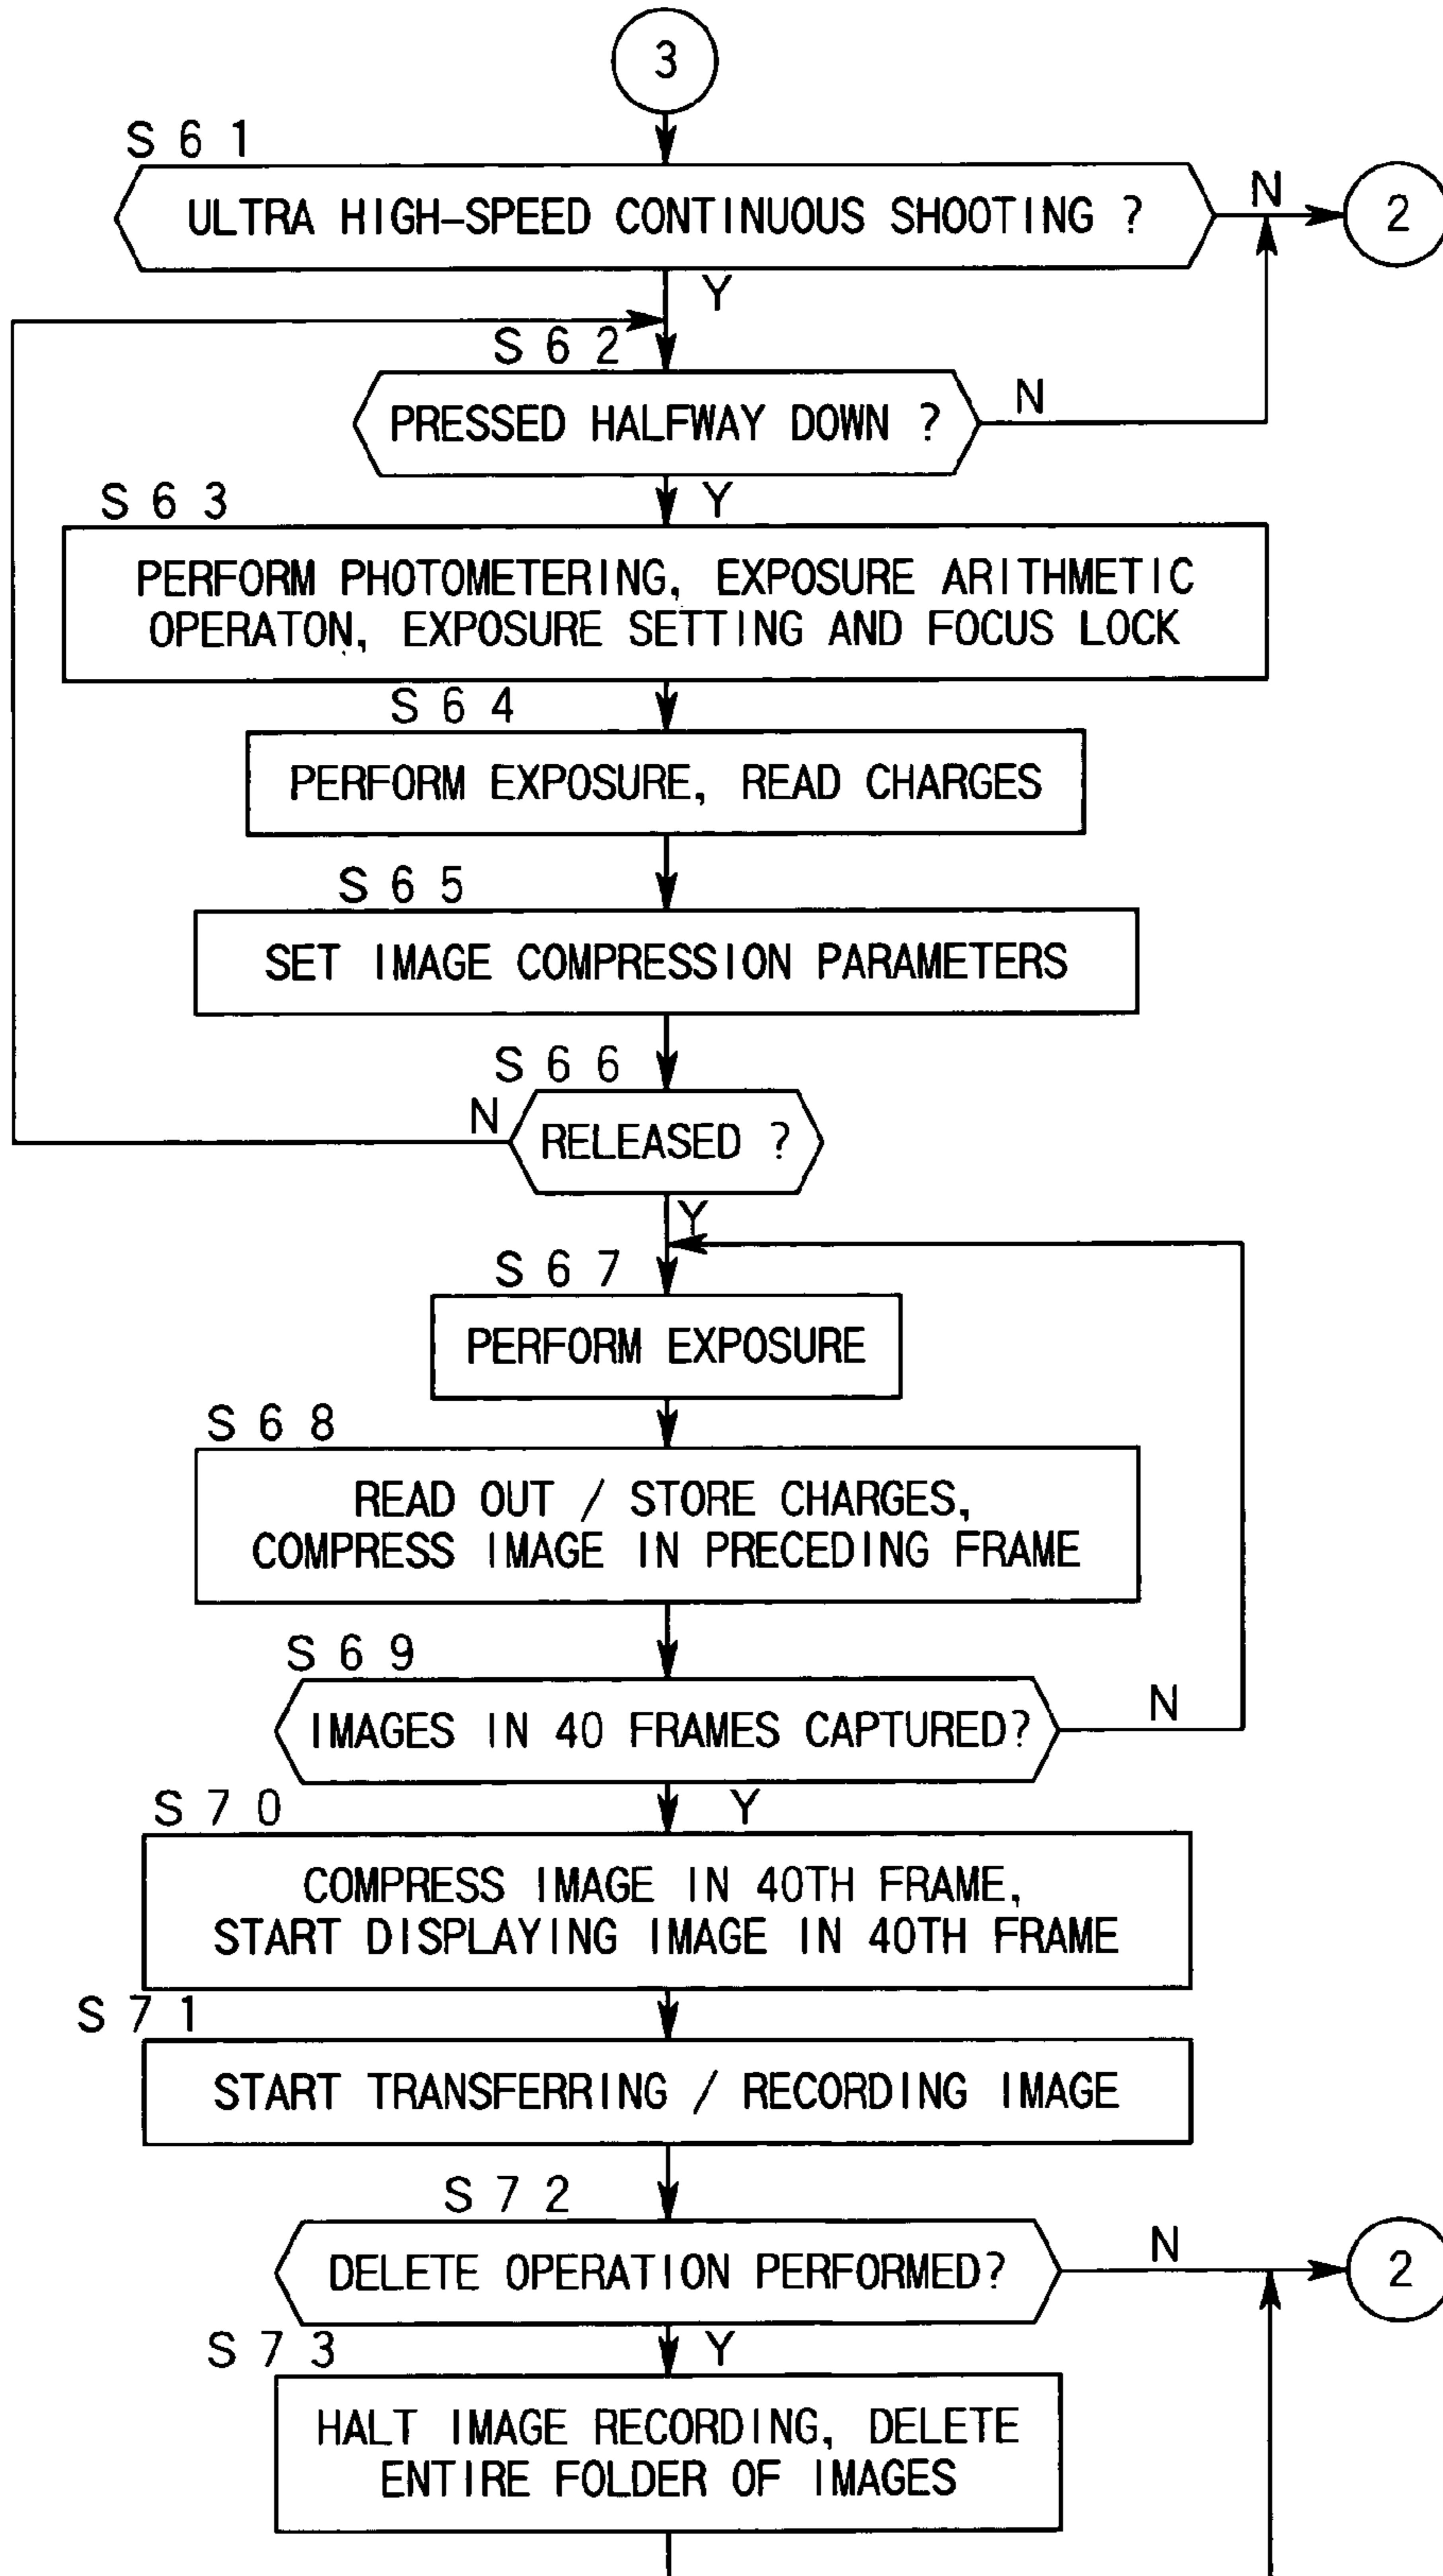 3
S61
ULTRA HIGH-SPEED CONTINUOUS SHOOTING ?
N
2
Y
S62
PRESSED HALFWAY DOWN ?
N
Y
S63
PERFORM PHOTOMETERING, EXPOSURE ARITHMETIC
OPERATON, EXPOSURE SETTING AND FOCUS LOCK
S64
PERFORM EXPOSURE, READ CHARGES
S65
SET IMAGE COMPRESSION PARAMETERS
S66
N
RELEASED ?
Y
S67
PERFORM EXPOSURE
S68
READ OUT / STORE CHARGES,
COMPRESS IMAGE IN PRECEDING FRAME
S69
IMAGES IN 40 FRAMES CAPTURED?
N
Y
S70
COMPRESS IMAGE IN 40TH FRAME,
START DISPLAYING IMAGE IN 40TH FRAME
S71
START TRANSFERRING / RECORDING IMAGE
S72
DELETE OPERATION PERFORMED?
N
2
Y
S73
HALT IMAGE RECORDING, DELETE
ENTIRE FOLDER OF IMAGES